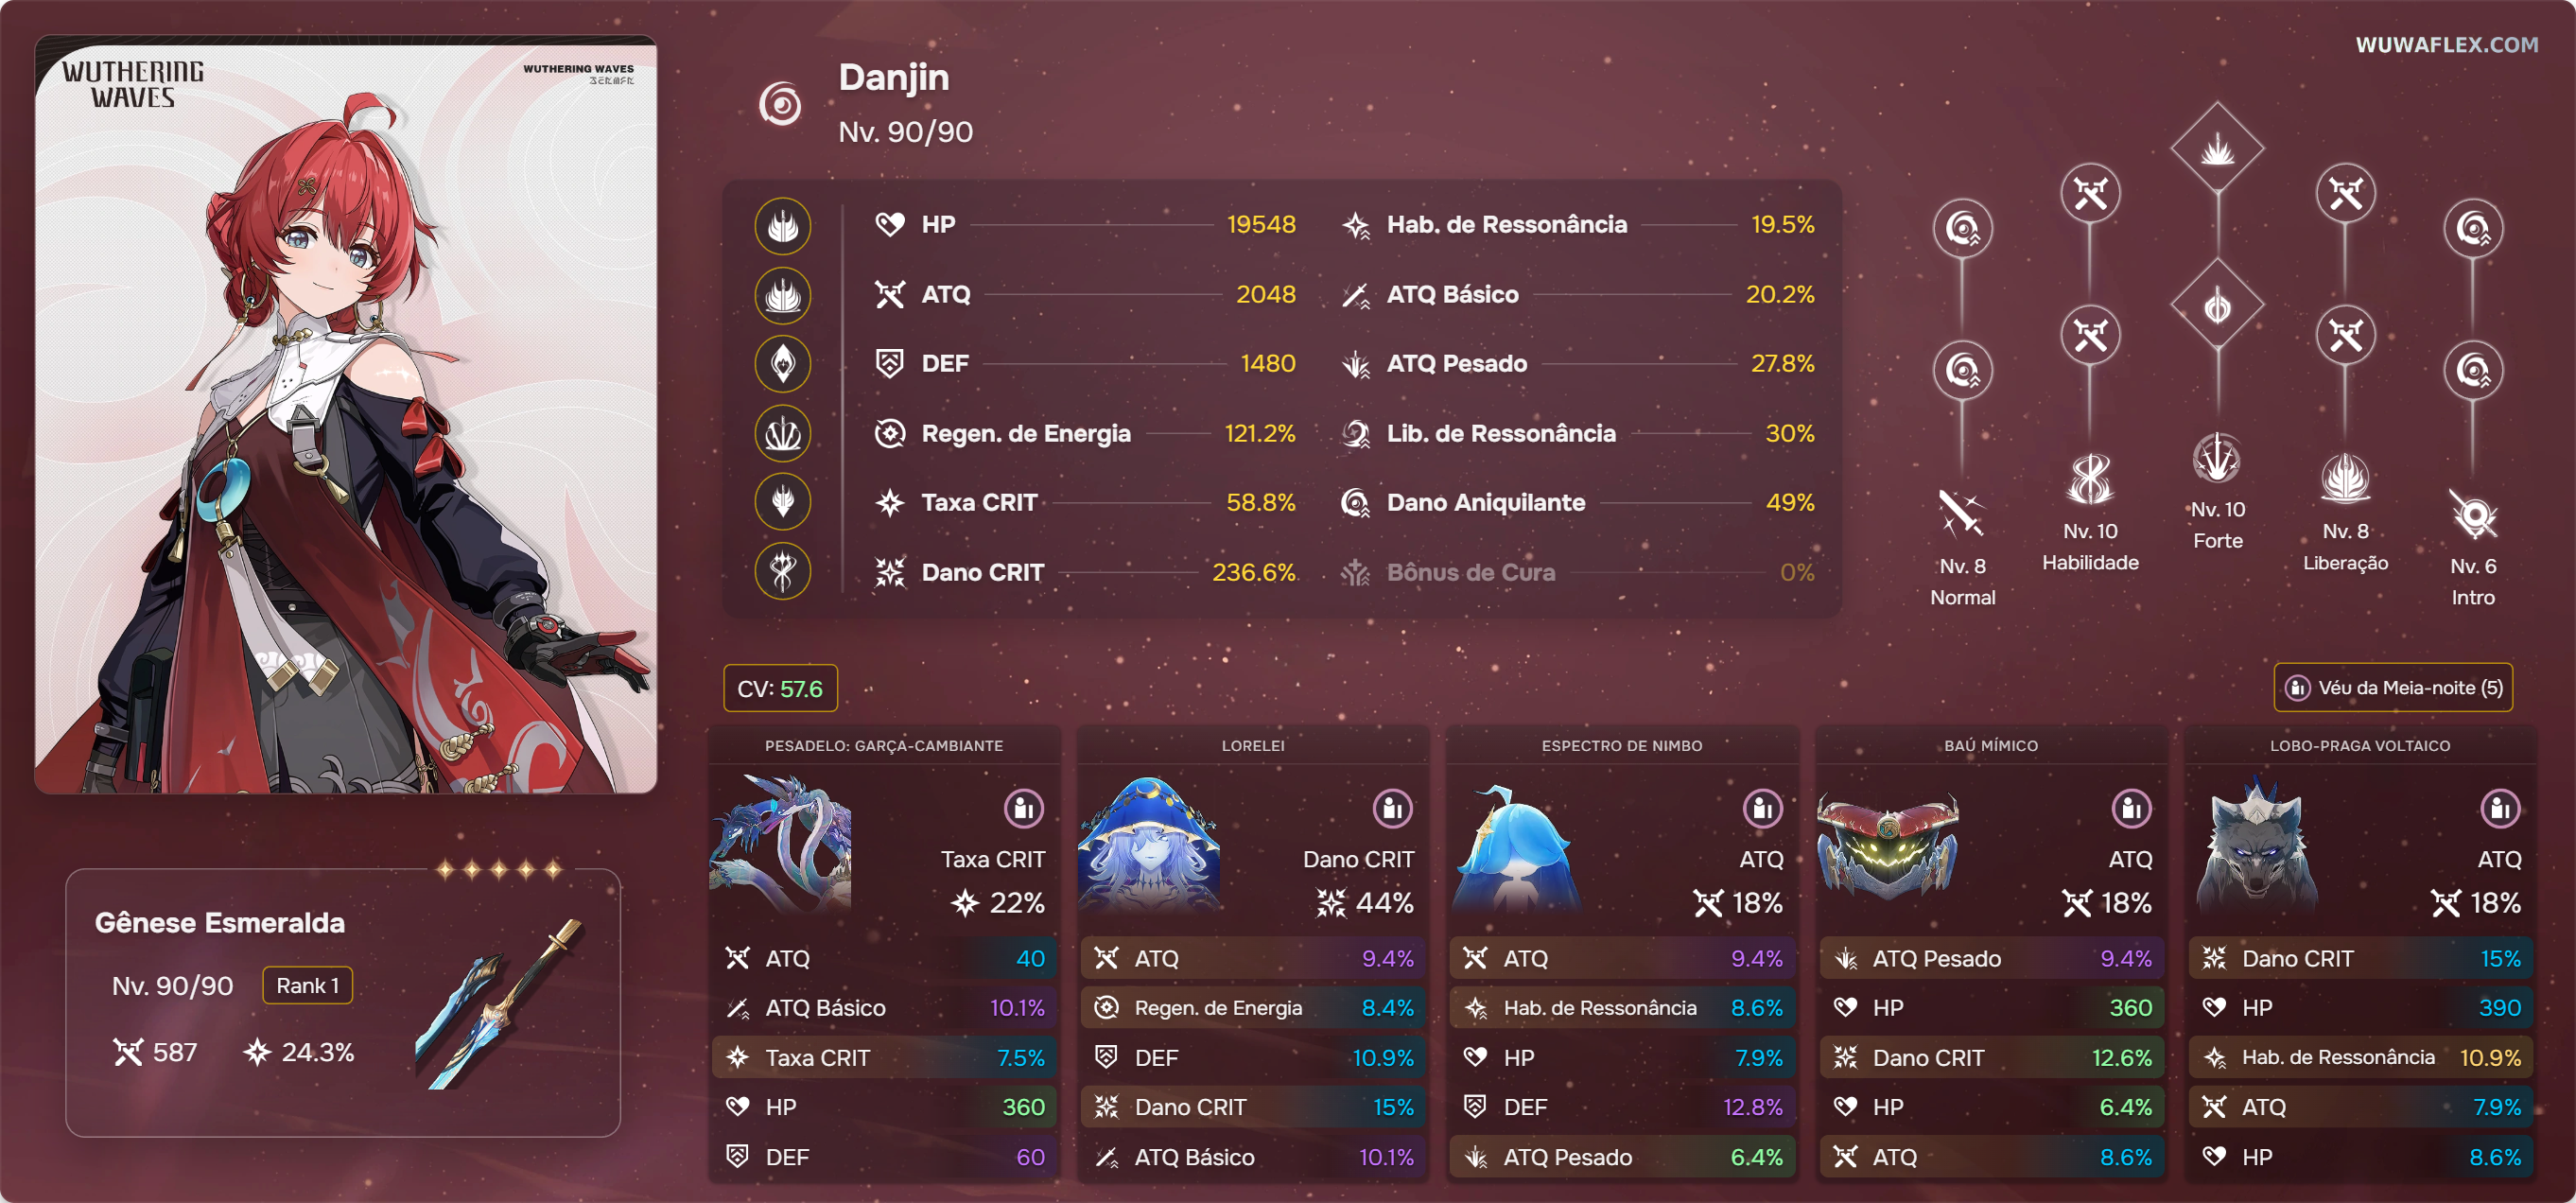 WUTHERING
WAVES
WUTHERING WAVES
WUWAFLEX.COM
Danjin
Nv. 90/90
HP 19548
ATQ 2048
DEF 1480
Regen. de Energia 121.2%
Taxa CRIT 58.8%
Dano CRIT 236.6%
Hab. de Ressonância 19.5%
ATQ Básico 20.2%
ATQ Pesado 27.8%
Lib. de Ressonância 30%
Dano Aniquilante 49%
Bônus de Cura 0%
Nv. 8
Normal
Nv. 10
Habilidade
Nv. 10
Forte
Nv. 8
Liberação
Nv. 6
Intro
CV: 57.6
Véu da Meia-noite (5)
Gênese Esmeralda
Nv. 90/90 Rank 1
587 24.3%
PESADELO: GARÇA-CAMBIANTE
Taxa CRIT
22%
ATQ 40
ATQ Básico 10.1%
Taxa CRIT 7.5%
HP 360
DEF 60
LORELEI
Dano CRIT
44%
ATQ 9.4%
Regen. de Energia 8.4%
DEF 10.9%
Dano CRIT 15%
ATQ Básico 10.1%
ESPECTRO DE NIMBO
ATQ
18%
ATQ 9.4%
Hab. de Ressonância 8.6%
HP 7.9%
DEF 12.8%
ATQ Pesado 6.4%
BAÚ MÍMICO
ATQ
18%
ATQ Pesado 9.4%
HP 360
Dano CRIT 12.6%
HP 6.4%
ATQ 8.6%
LOBO-PRAGA VOLTAICO
ATQ
18%
Dano CRIT 15%
HP 390
Hab. de Ressonância 10.9%
ATQ 7.9%
HP 8.6%